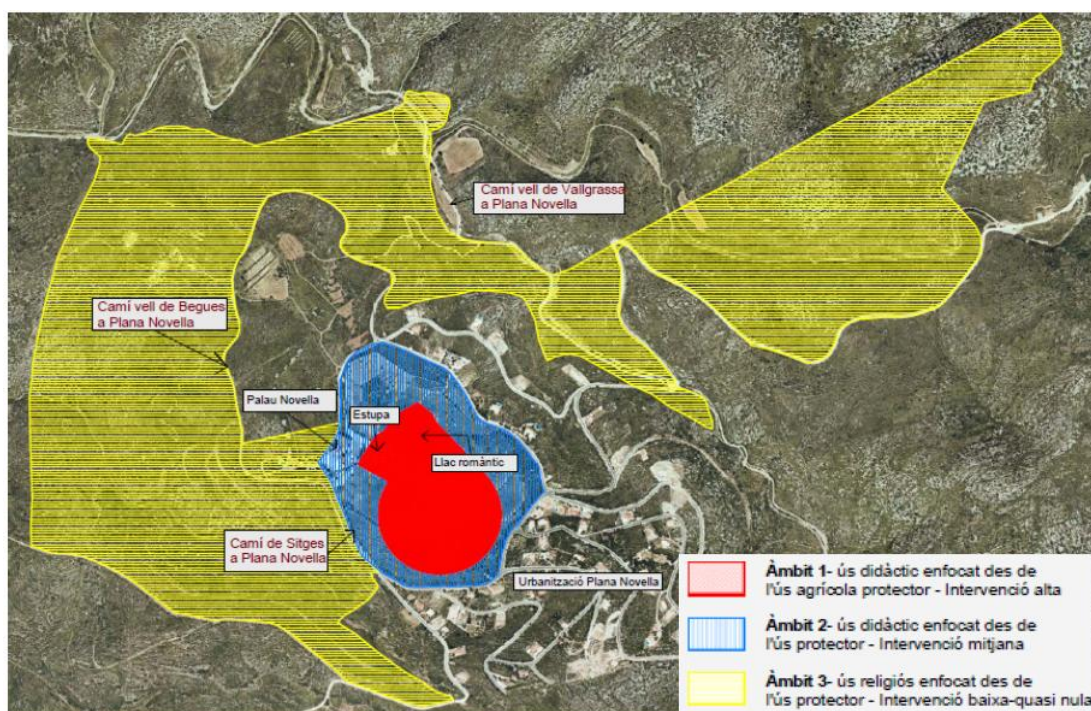 Camí vell de Vallgrassa
a Plana Novella
Camí vell de Begues
a Plana Novella
Palau Novella
Estupa
Llac romàntic
Camí de Sitges
a Plana Novella
Urbanització Plana Novella
Àmbit 1- ús didàctic enfocat des de
l'ús agrícola protector - Intervenció alta
Àmbit 2- ús didàctic enfocat des de
l'ús protector - Intervenció mitjana
Àmbit 3- ús religiós enfocat des de
l'ús protector - Intervenció baixa-quasi nula